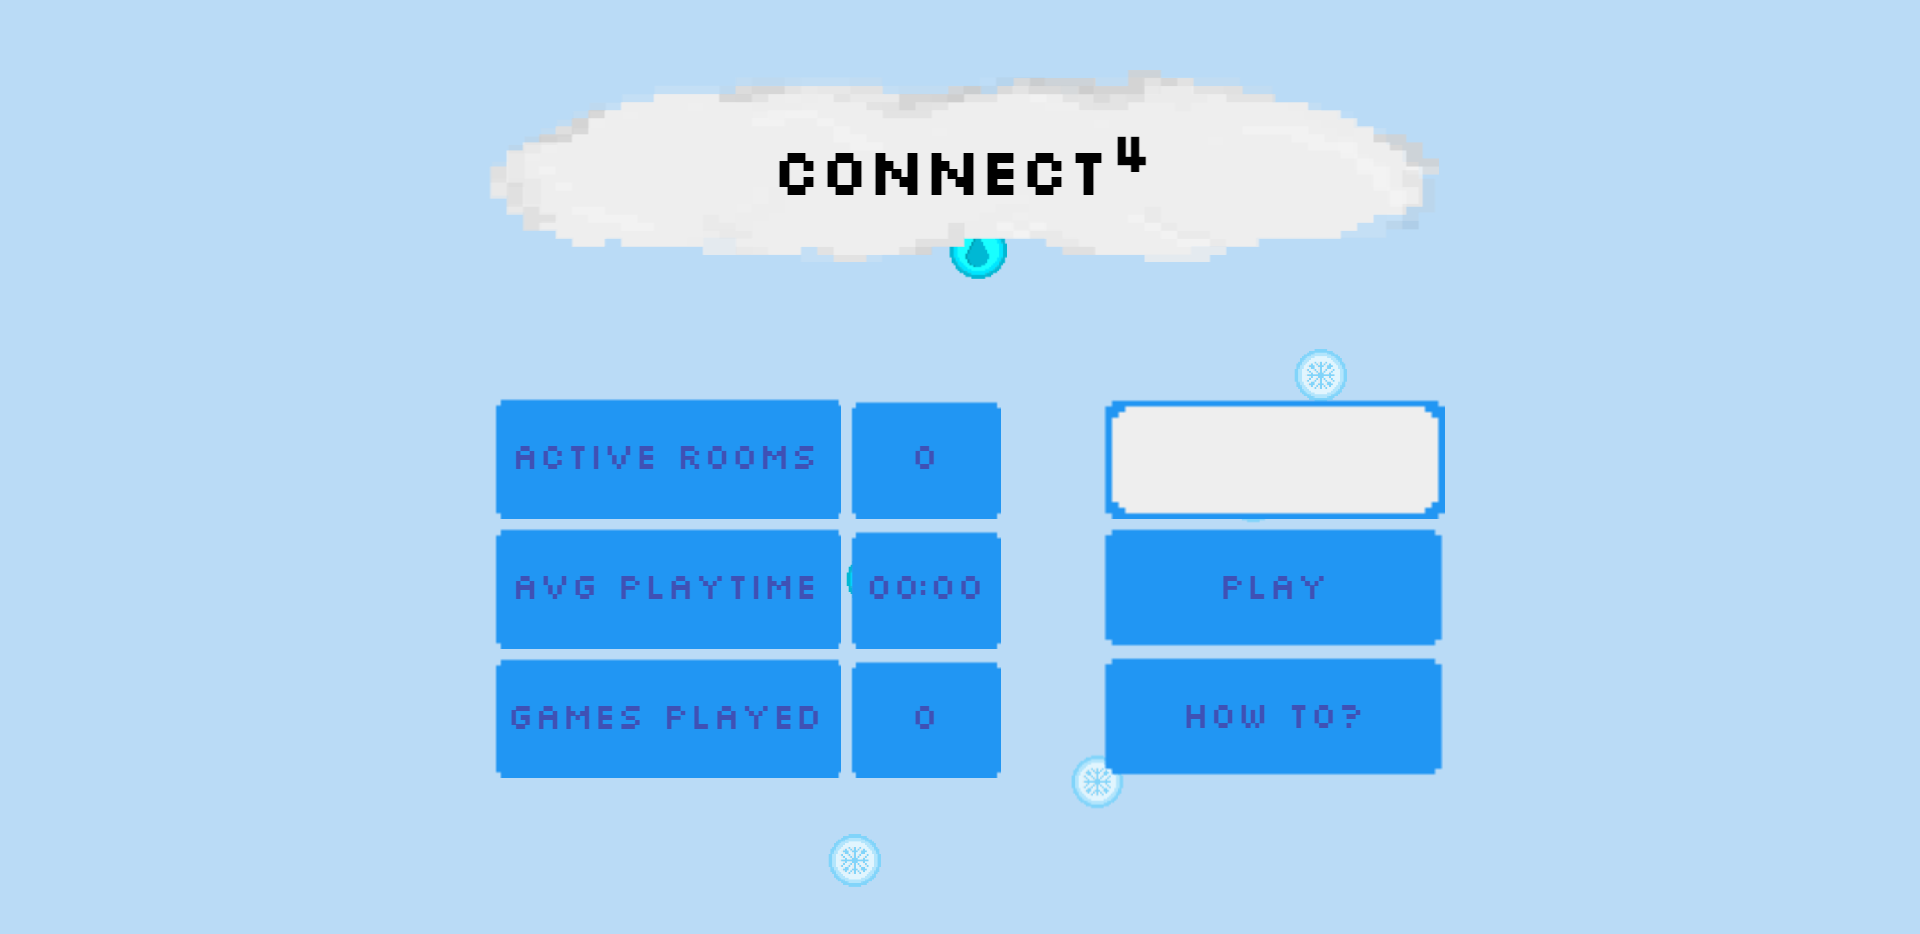 CONNECT⁴
ACTIVE ROOMS 0
AVG PLAYTIME 00:00
GAMES PLAYED 0
PLAY
HOW TO?